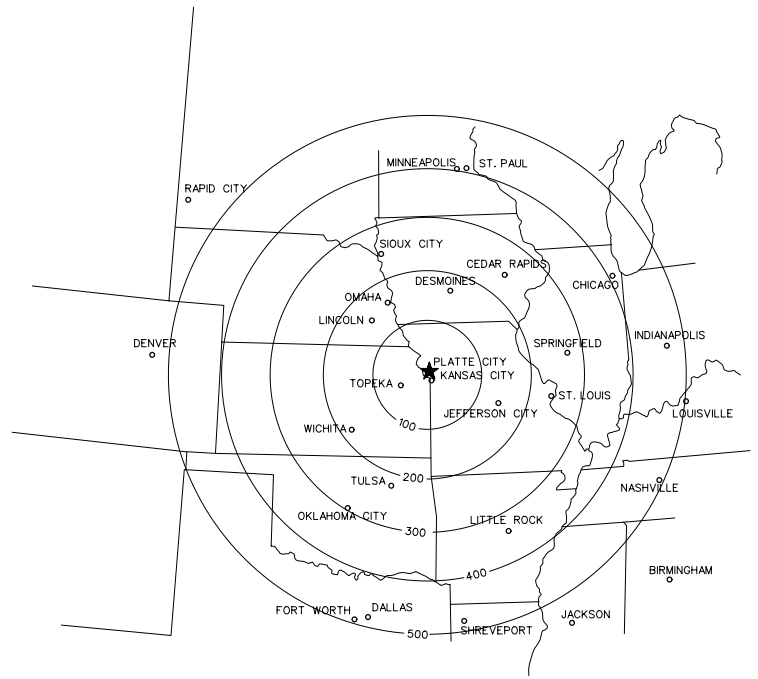 MINNEAPOLIS
ST. PAUL
RAPID CITY
SIOUX CITY
CEDAR RAPIDS
DESMOINES
CHICAGO
OMAHA
LINCOLN
DENVER
SPRINGFIELD
INDIANAPOLIS
PLATTE CITY
KANSAS CITY
TOPEKA
ST. LOUIS
JEFFERSON CITY
LOUISVILLE
100
WICHITA
200
TULSA
NASHVILLE
OKLAHOMA CITY
LITTLE ROCK
300
BIRMINGHAM
400
FORT WORTH
DALLAS
JACKSON
SHREVEPORT
500